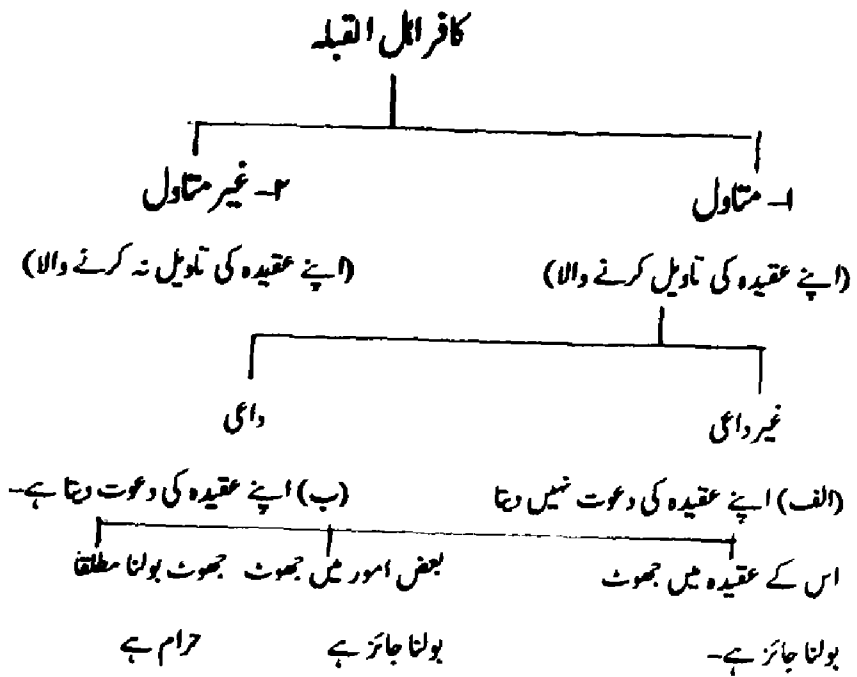 کافر اہل القبلہ
۱۔ متاول ۲۔ غیر متاول
(اپنے عقیدہ کی تاویل کرنے والا) (اپنے عقیدہ کی تاویل نہ کرنے والا)
غیر داعی داعی
(الف) اپنے عقیدہ کی دعوت نہیں دیتا (ب) اپنے عقیدہ کی دعوت دیتا ہے۔
اس کے عقیدہ میں جھوٹ بعض امور میں جھوٹ جھوٹ بولنا مطلقاً
بولنا جائز ہے۔ بولنا جائز ہے حرام ہے